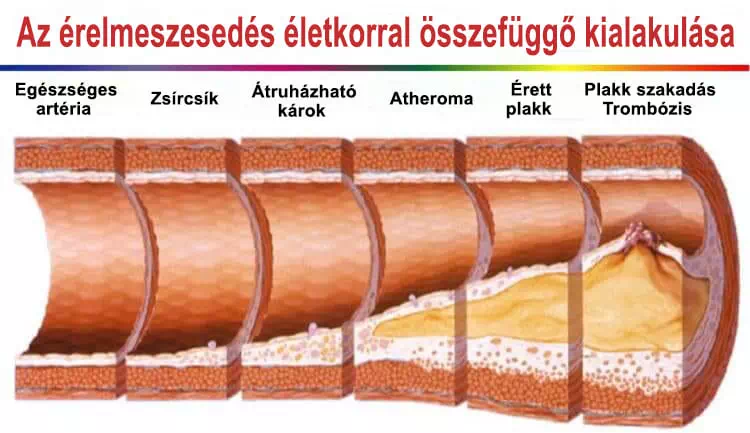 Az érelmeszesedés életkorral összefüggő kialakulása
Egészséges
artéria
Zsírcsík
Átruházható
károk
Atheroma
Érett
plakk
Plakk szakadás
Trombózis